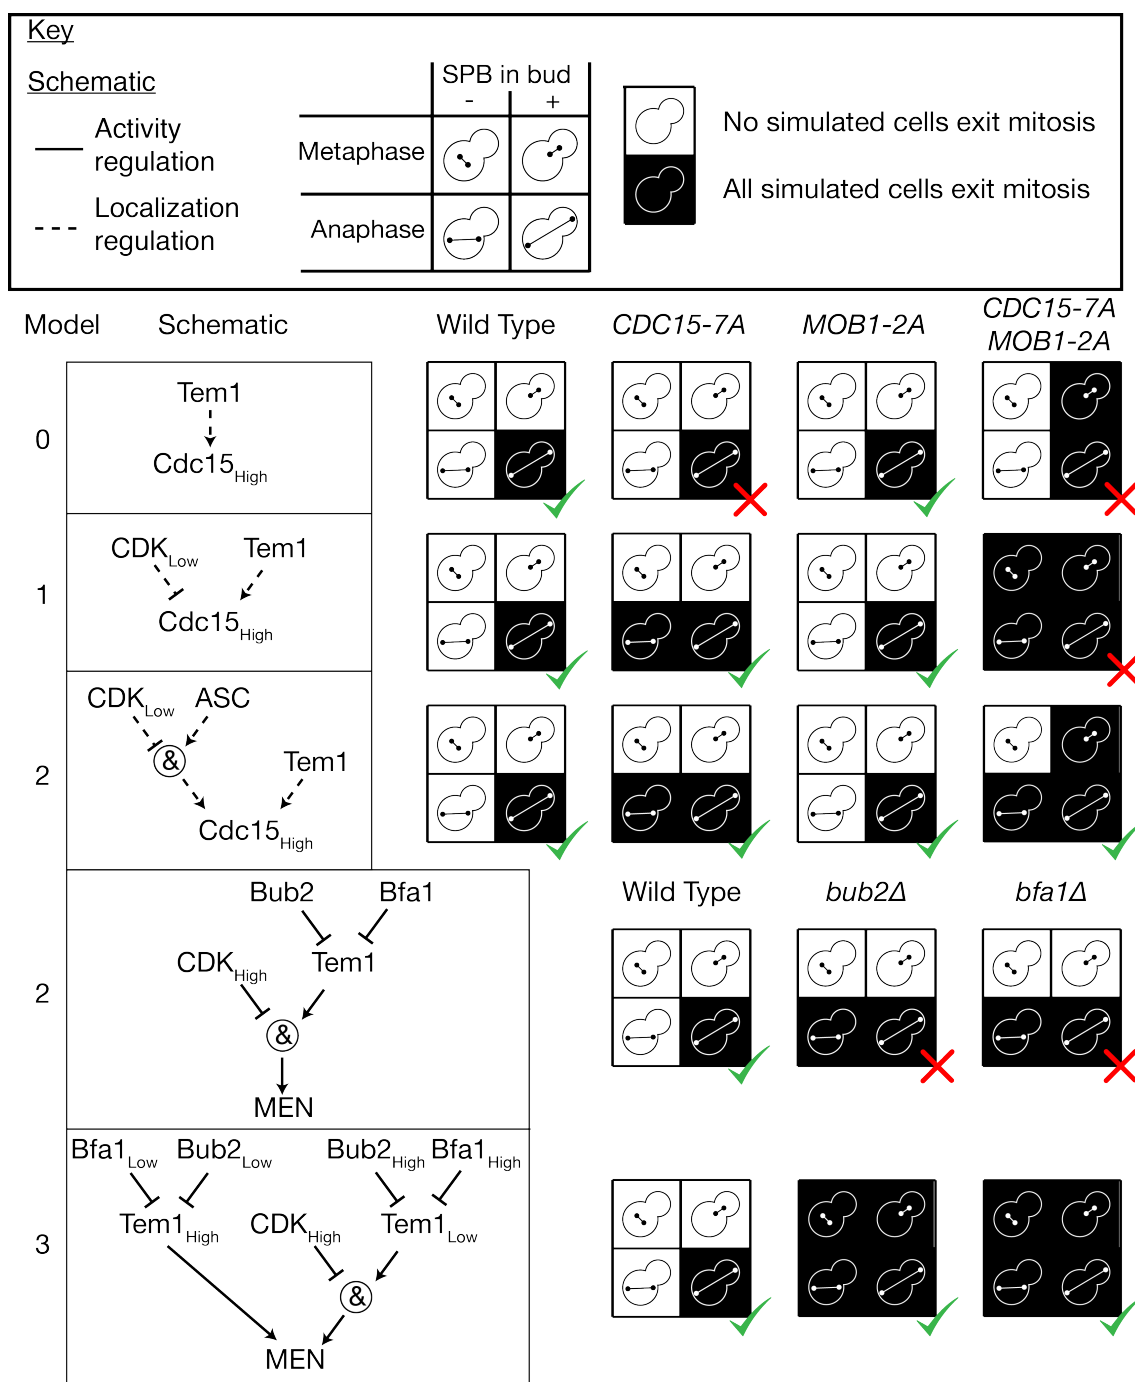 Key
Schematic
Activity
regulation
Localization
regulation
SPB in bud
- +
Metaphase
Anaphase
No simulated cells exit mitosis
All simulated cells exit mitosis
Model Schematic Wild Type CDC15-7A MOB1-2A CDC15-7A
MOB1-2A
0
Tem1
Cdc15High
1
CDKLow Tem1
Cdc15High
2
CDKLow ASC
&
Tem1
Cdc15High
Wild Type bub2Δ bfa1Δ
2
Bub2 Bfa1
CDKHigh Tem1
&
MEN
3
Bfa1Low Bub2Low Bub2High Bfa1High
Tem1High CDKHigh Tem1Low
&
MEN